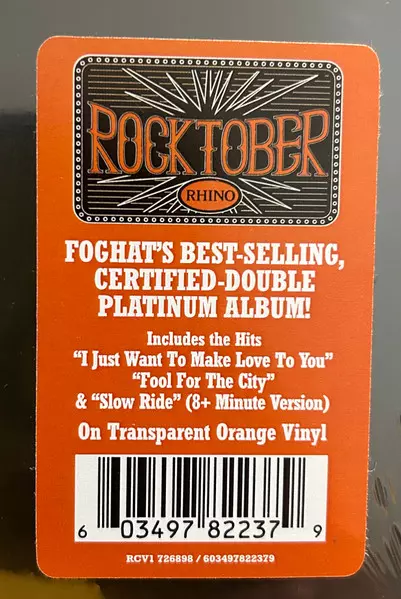 ROCKTOBER
RHINO
FOGHAT'S BEST-SELLING,
CERTIFIED-DOUBLE
PLATINUM ALBUM!
Includes the Hits
"I Just Want To Make Love To You"
"Fool For The City"
& "Slow Ride" (8+ Minute Version)
On Transparent Orange Vinyl
6 03497 82237 9
RCV1 726898 / 603497822379